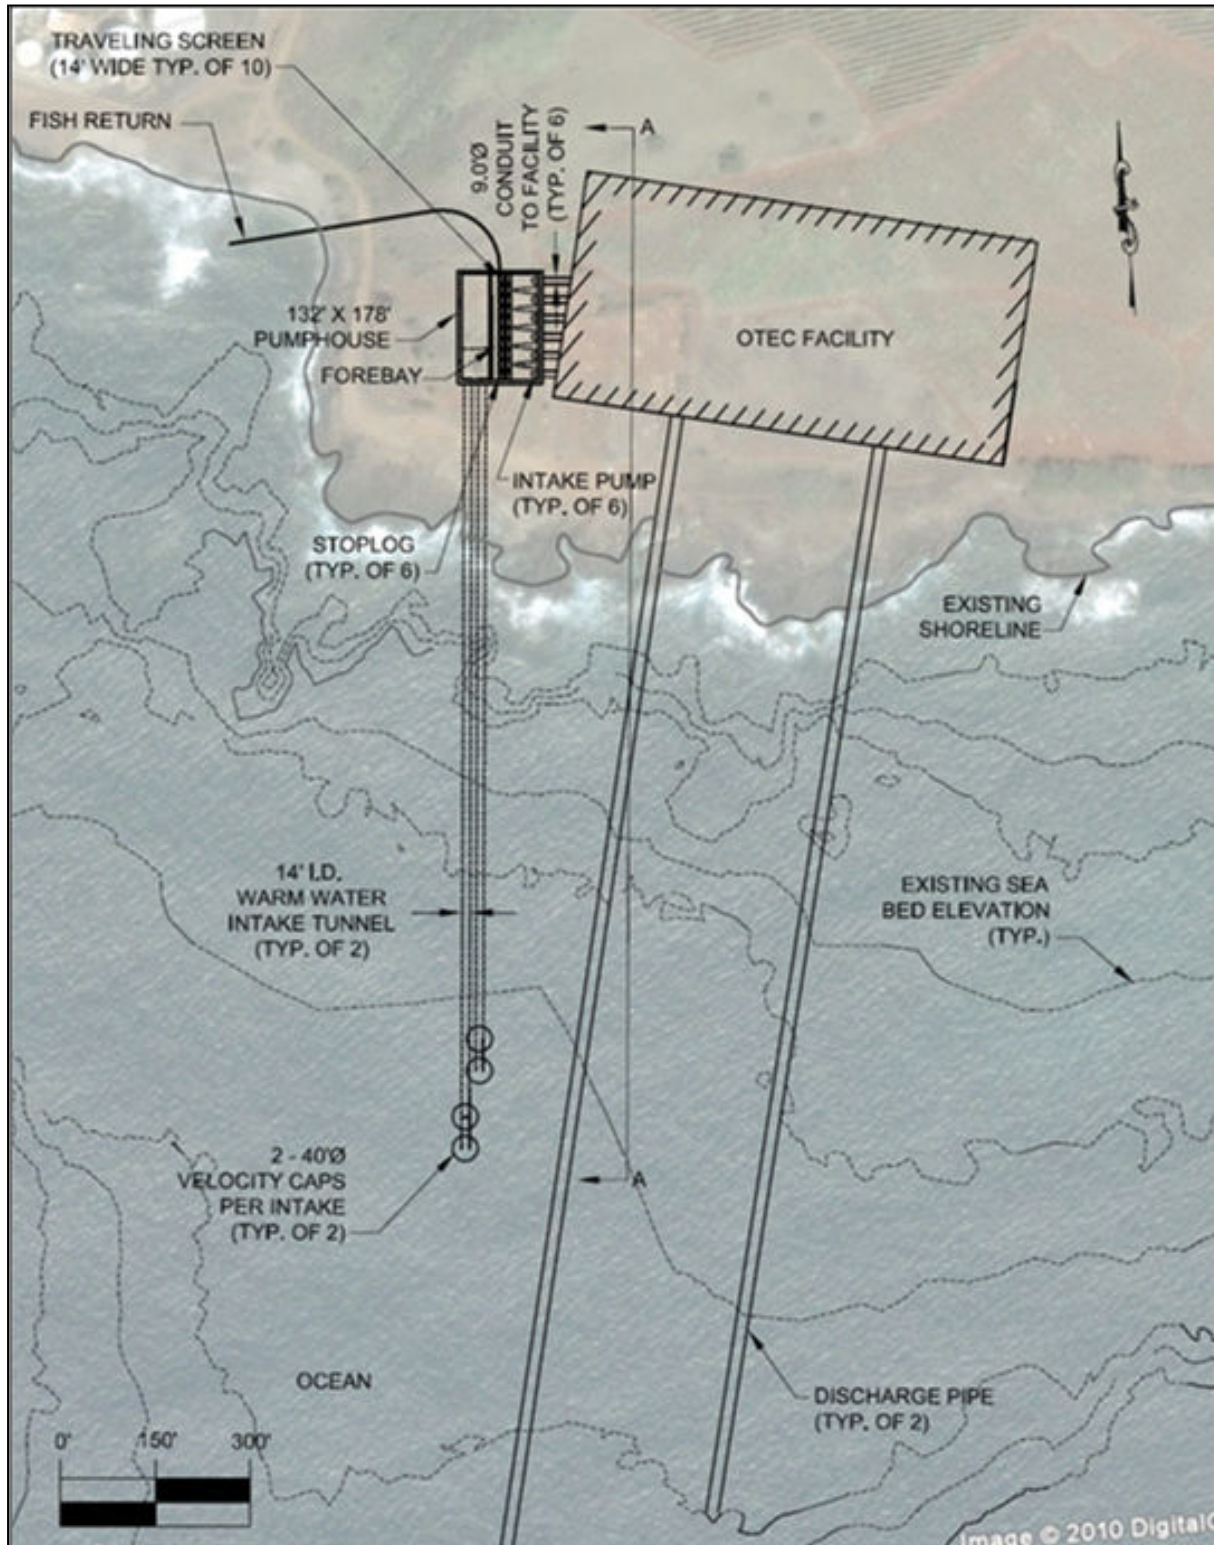 TRAVELING SCREEN
(14' WIDE TYP. OF 10)
FISH RETURN
9.0'Ø
CONDUIT
TO FACILITY
(TYP. OF 6)
A
132' X 178'
PUMPHOUSE
FOREBAY
OTEC FACILITY
INTAKE PUMP
(TYP. OF 6)
STOPLOG
(TYP. OF 6)
EXISTING
SHORELINE
14' I.D.
WARM WATER
INTAKE TUNNEL
(TYP. OF 2)
EXISTING SEA
BED ELEVATION
(TYP.)
2 - 40'Ø
VELOCITY CAPS
PER INTAKE
(TYP. OF 2)
A
OCEAN
DISCHARGE PIPE
(TYP. OF 2)
0' 150' 300'
Image © 2010 Digital